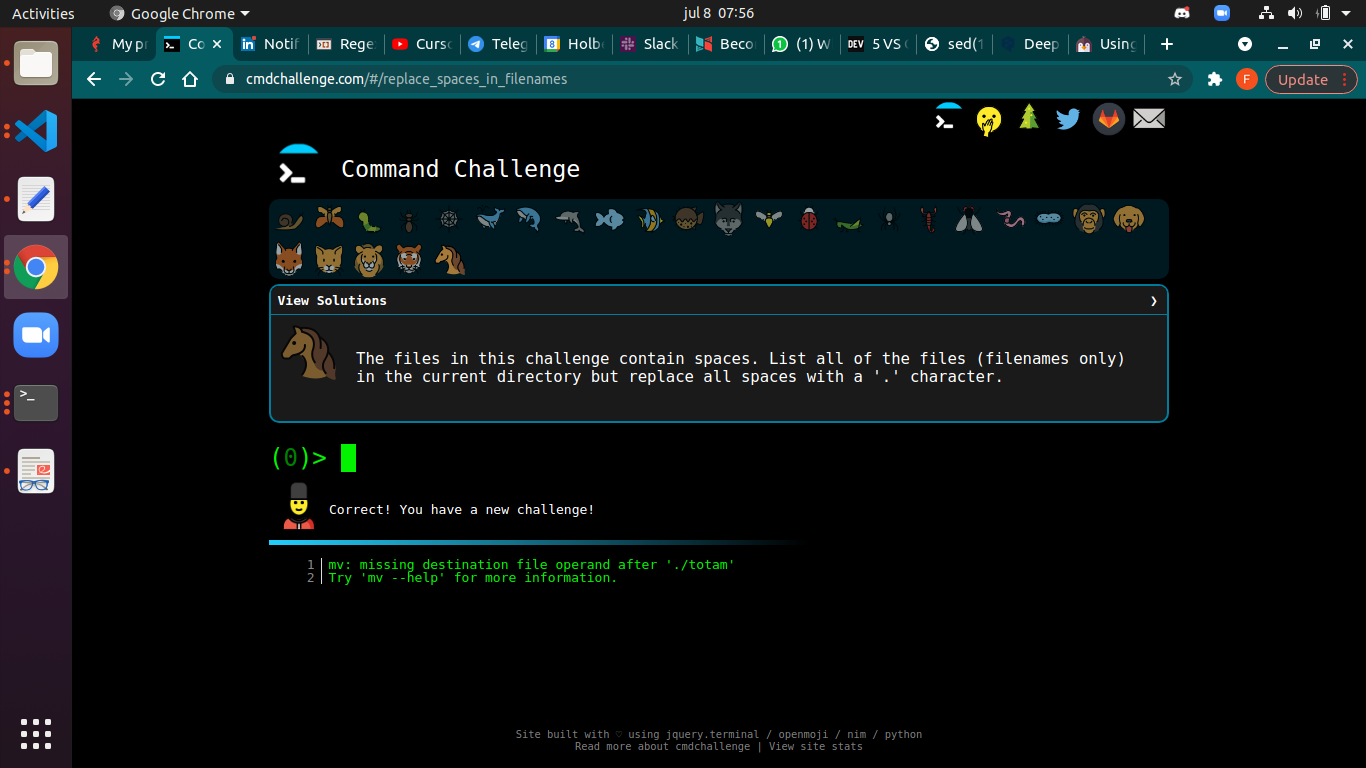 Activities
Google Chrome
jul 8 07:56
My pr
Co
Notif
Rege
Curso
Teleg
8
Holb
Slack
Beco
1
(1) W
DEV
5 VS
sed(1
Deep
Using
cmdchallenge.com/#/replace_spaces_in_filenames
F
Update
Command Challenge
View Solutions
The files in this challenge contain spaces. List all of the files (filenames only)
in the current directory but replace all spaces with a '.' character.
(0)>
Correct! You have a new challenge!
1 mv: missing destination file operand after './totam'
2 Try 'mv --help' for more information.
Site built with ♡ using jquery.terminal / openmoji / nim / python
Read more about cmdchallenge | View site stats